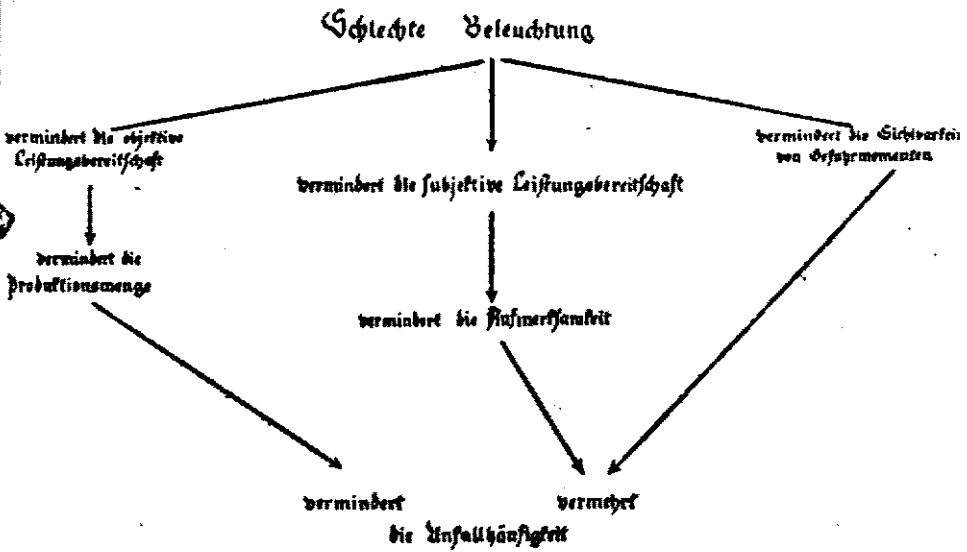 Schlechte Beleuchtung
vermindert die objektive
Leistungsbereitschaft
vermindert die Sichtbarkeit
von Gefahrmomenten
vermindert die subjektive Leistungsbereitschaft
vermindert die
Produktionsmenge
vermindert die Aufmerksamkeit
vermindert vermehrt
die Unfallhäufigkeit